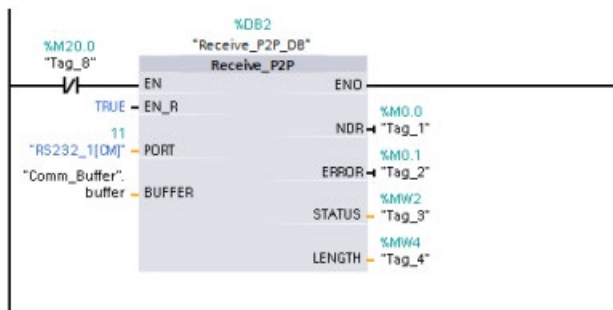 %DB2
"Receive_P2P_DB"
%M20.0
"Tag_8"
Receive_P2P
EN
ENO
TRUE
EN_R
%M0.0
NDR
"Tag_1"
11
"RS232_1[CM]"
PORT
%M0.1
ERROR
"Tag_2"
"Comm_Buffer".
buffer
BUFFER
%MW2
STATUS
"Tag_3"
%MW4
LENGTH
"Tag_4"